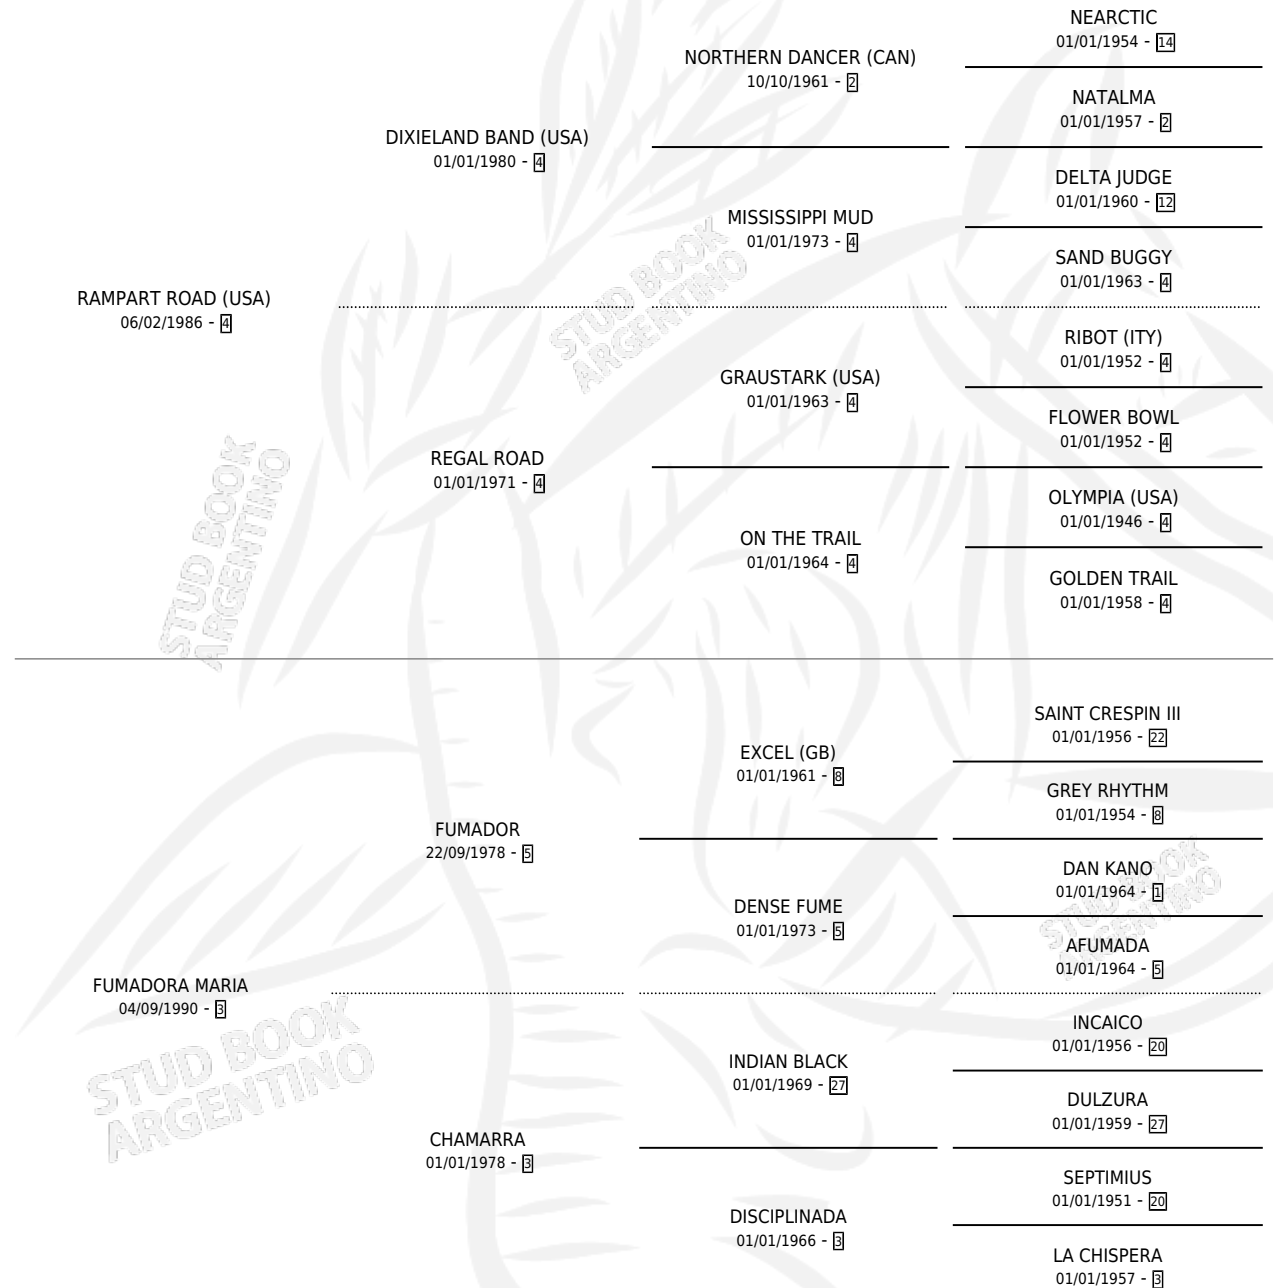 NEARCTIC
01/01/1954 - 14
NORTHERN DANCER (CAN)
10/10/1961 - 2
NATALMA
01/01/1957 - 2
DIXIELAND BAND (USA)
01/01/1980 - 4
DELTA JUDGE
01/01/1960 - 12
MISSISSIPPI MUD
01/01/1973 - 4
SAND BUGGY
01/01/1963 - 4
RAMPART ROAD (USA)
06/02/1986 - 4
RIBOT (ITY)
01/01/1952 - 4
GRAUSTARK (USA)
01/01/1963 - 4
FLOWER BOWL
01/01/1952 - 4
REGAL ROAD
01/01/1971 - 4
OLYMPIA (USA)
01/01/1946 - 4
ON THE TRAIL
01/01/1964 - 4
GOLDEN TRAIL
01/01/1958 - 4
SAINT CRESPIN III
01/01/1956 - 22
EXCEL (GB)
01/01/1961 - 8
GREY RHYTHM
01/01/1954 - 8
FUMADOR
22/09/1978 - 5
DAN KANO
01/01/1964 - 1
DENSE FUME
01/01/1973 - 5
AFUMADA
01/01/1964 - 5
FUMADORA MARIA
04/09/1990 - 3
INCAICO
01/01/1956 - 20
INDIAN BLACK
01/01/1969 - 27
DULZURA
01/01/1959 - 27
CHAMARRA
01/01/1978 - 3
SEPTIMIUS
01/01/1951 - 20
DISCIPLINADA
01/01/1966 - 3
LA CHISPERA
01/01/1957 - 3
STUD BOOK
ARGENTINO
STUD BOOK
ARGENTINO
STUD BOOK
ARGENTINO
STUD BOOK
ARGENTINO